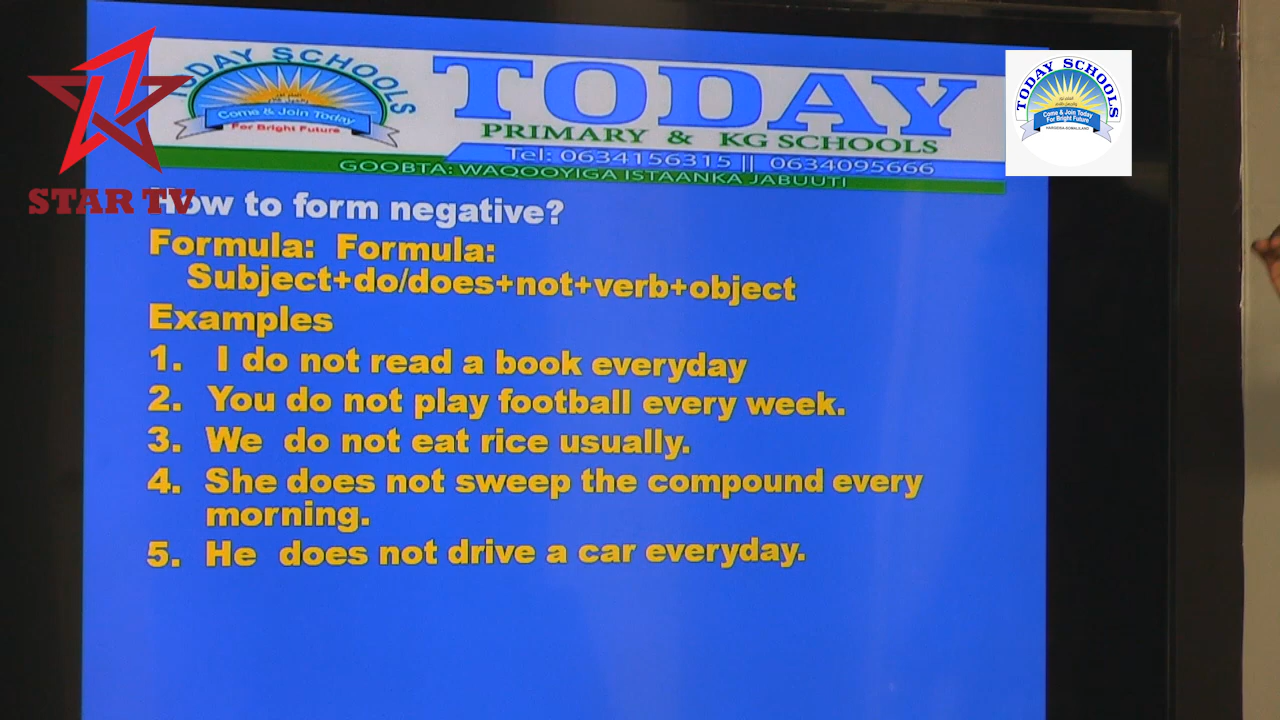 STAR TV
TODAY SCHOOLS
Come & Join Today
For Bright Future
TODAY
PRIMARY & KG SCHOOLS
Tel: 0634156315 || 0634095666
GOOBTA: WAQOOYIGA ISTAANKA JABUUTI
TODAY SCHOOLS
Come & Join Today
For Bright Future
HARGEISA-SOMALILAND
How to form negative?
Formula: Formula:
Subject+do/does+not+verb+object
Examples
1. I do not read a book everyday
2. You do not play football every week.
3. We do not eat rice usually.
4. She does not sweep the compound every
morning.
5. He does not drive a car everyday.